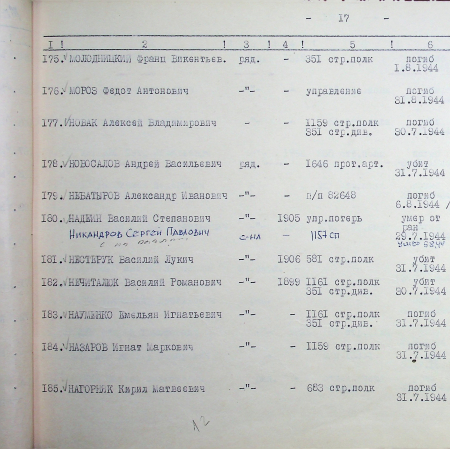 - 17 -
1 ! 2 ! 3 ! 4 ! 5 ! 6
175. МОЛОДНИЦКИЙ Франц Викентьев. ряд. - 351 стр.полк погиб
1.8.1944
176. МОРОЗ Федот Антонович -"- - управление погиб
31.8.1944
177. НОВАК Алексей Владимирович - - 1159 стр.полк погиб
351 стр.див. 30.7.1944
178. НОВОСАЛОВ Андрей Васильевич ряд. - 1646 прот.арт. убит
31.7.1944
179. НЕБАТЫРОВ Александр Иванович -"- - п/п 82648 погиб
6.8.1944
180. НАДЕИН Василий Степанович -"- 1905 упр.потерь умер от
ран
НИКАНДРОВ СЕРГЕЙ ПАВЛОВИЧ с-на - 1157 сп 29.7.1944
181. НЕСТЕРУК Василий Лукич -"- 1906 581 стр.полк убит
31.7.1944
182. НЕЧИТАЛЮК Василий Романович -"- 1899 1161 стр.полк убит
351 стр.див. 30.7.1944
183. НАУМЕНКО Емельян Игнатьевич -"- - 1161 стр.полк погиб
351 стр.див. 31.7.1944
184. НАЗАРОВ Игнат Маркович -"- - 1159 стр.полк погиб
31.7.1944
185. НАГОРНЮК Кирил Матвеевич -"- - 683 стр.полк погиб
31.7.1944
12